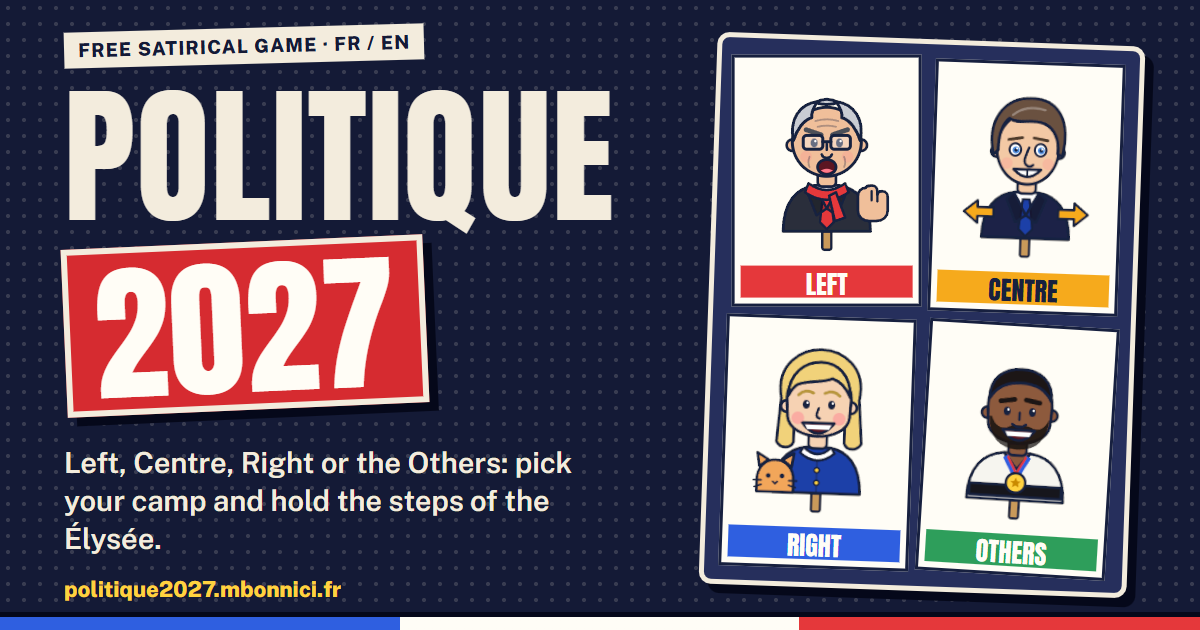 FREE SATIRICAL GAME · FR / EN
POLITIQUE
2027
Left, Centre, Right or the Others: pick
your camp and hold the steps of the
Élysée.
politique2027.mbonnici.fr
LEFT
CENTRE
RIGHT
OTHERS